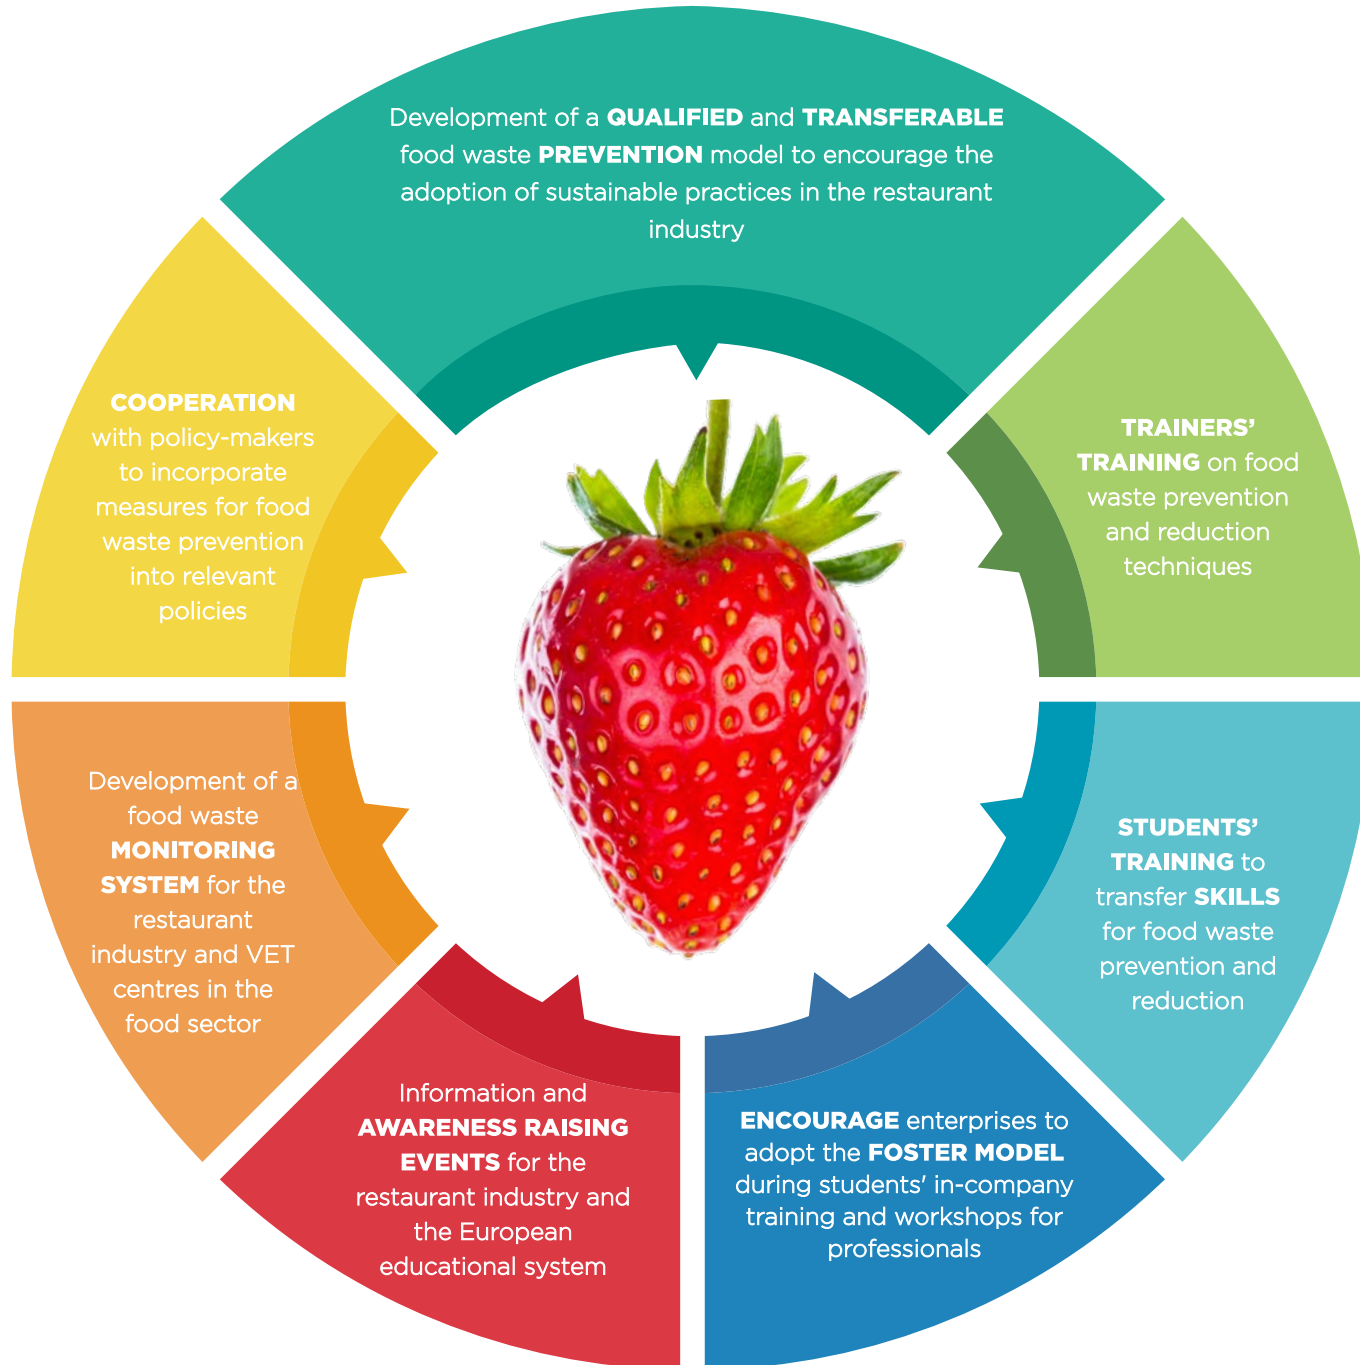 Development of a QUALIFIED and TRANSFERABLE
food waste PREVENTION model to encourage the
adoption of sustainable practices in the restaurant
industry
TRAINERS’
TRAINING on food
waste prevention
and reduction
techniques
STUDENTS’
TRAINING to
transfer SKILLS
for food waste
prevention and
reduction
ENCOURAGE enterprises to
adopt the FOSTER MODEL
during students' in-company
training and workshops for
professionals
Information and
AWARENESS RAISING
EVENTS for the
restaurant industry and
the European
educational system
Development of a
food waste
MONITORING
SYSTEM for the
restaurant
industry and VET
centres in the
food sector
COOPERATION
with policy-makers
to incorporate
measures for food
waste prevention
into relevant
policies